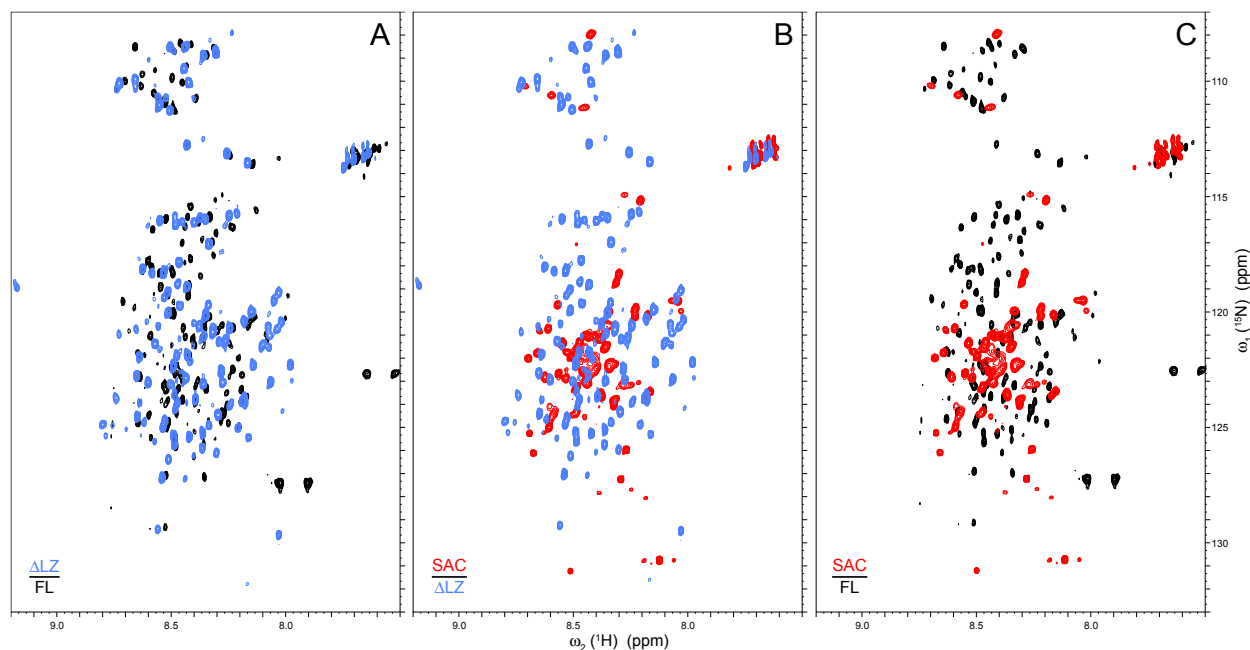 A
B
C
110
115
120
125
130
ω₁ (¹⁵N) (ppm)
ΔLZ
FL
SAC
ΔLZ
SAC
FL
9.0 8.5 8.0
9.0 8.5 8.0
9.0 8.5 8.0
ω₂ (¹H) (ppm)